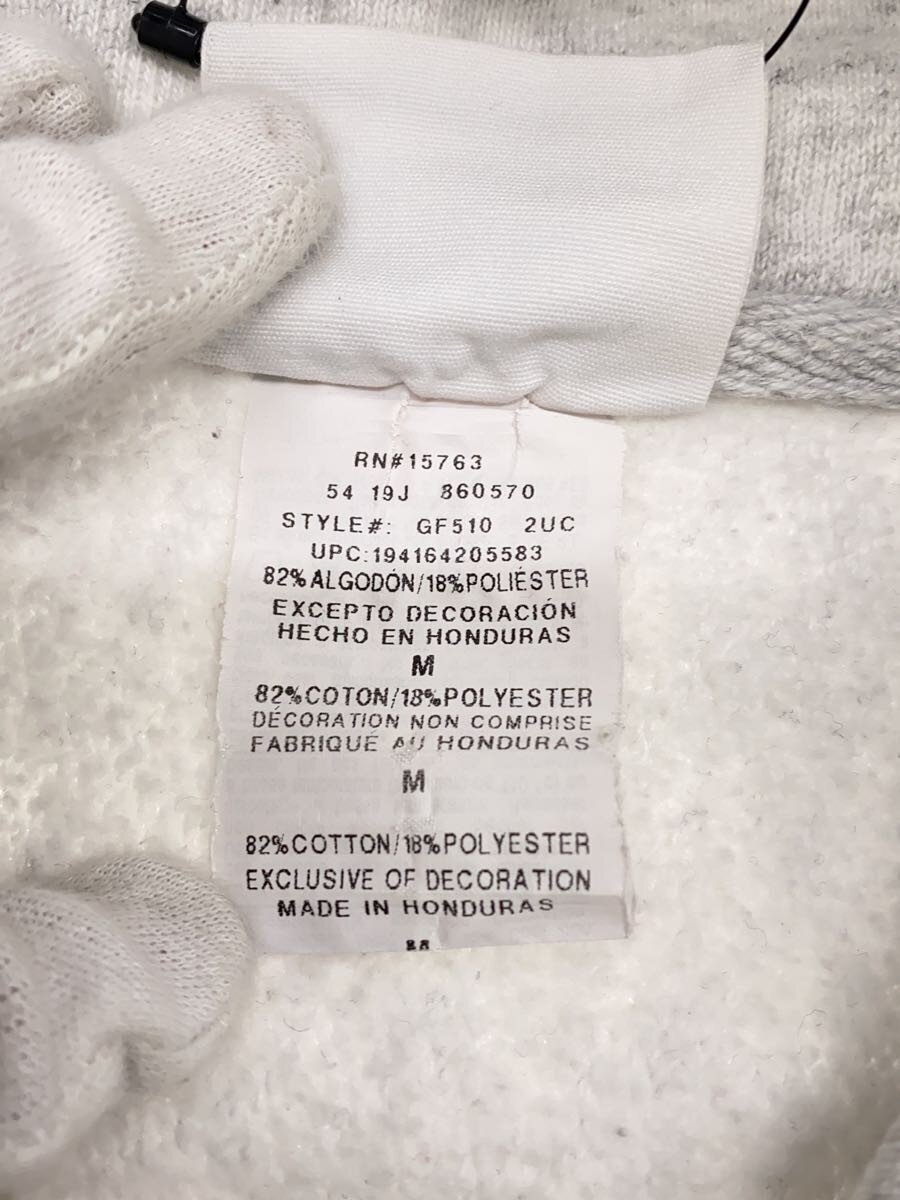 RN#15763
54 19J 860570
STYLE#: GF510 2UC
UPC:194164205583
82%ALGODÓN/18%POLIÉSTER
EXCEPTO DECORACIÓN
HECHO EN HONDURAS
M
82%COTON/18%POLYESTER
DÉCORATION NON COMPRISE
FABRIQUÉ AU HONDURAS
M
82%COTTON/18%POLYESTER
EXCLUSIVE OF DECORATION
MADE IN HONDURAS